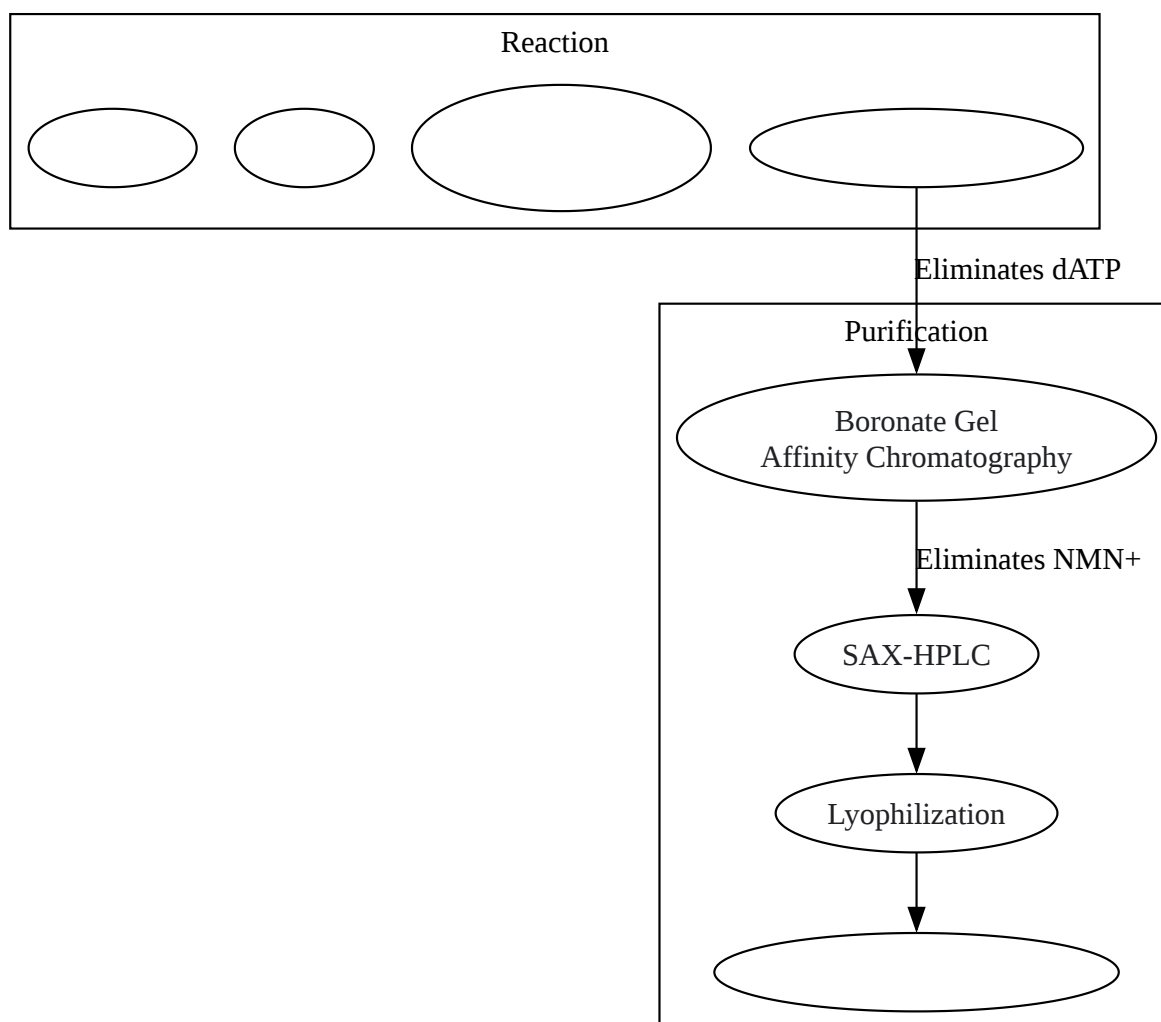 Reaction
Eliminates dATP
Purification
Boronate Gel
Affinity Chromatography
Eliminates NMN+
SAX-HPLC
Lyophilization